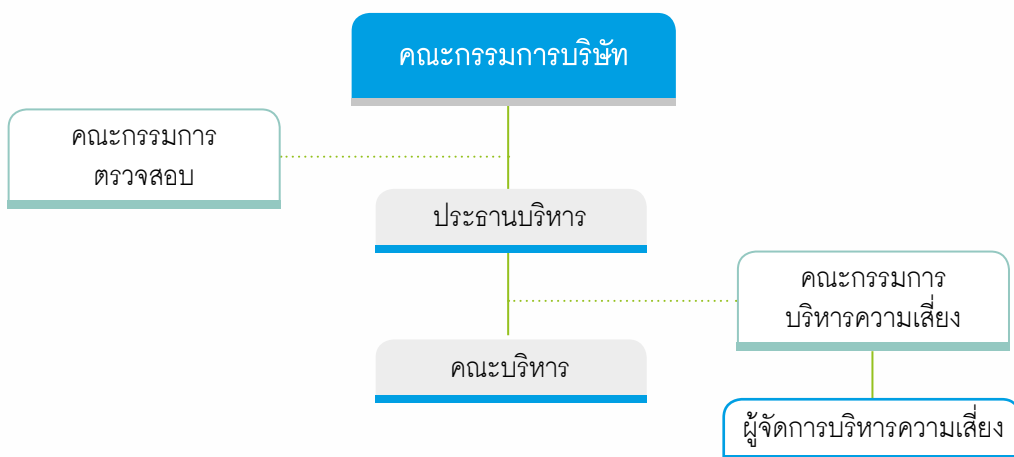 คณะกรรมการบริษัท
คณะกรรมการ
ตรวจสอบ
ประธานบริหาร
คณะกรรมการ
บริหารความเสี่ยง
คณะบริหาร
ผู้จัดการบริหารความเสี่ยง